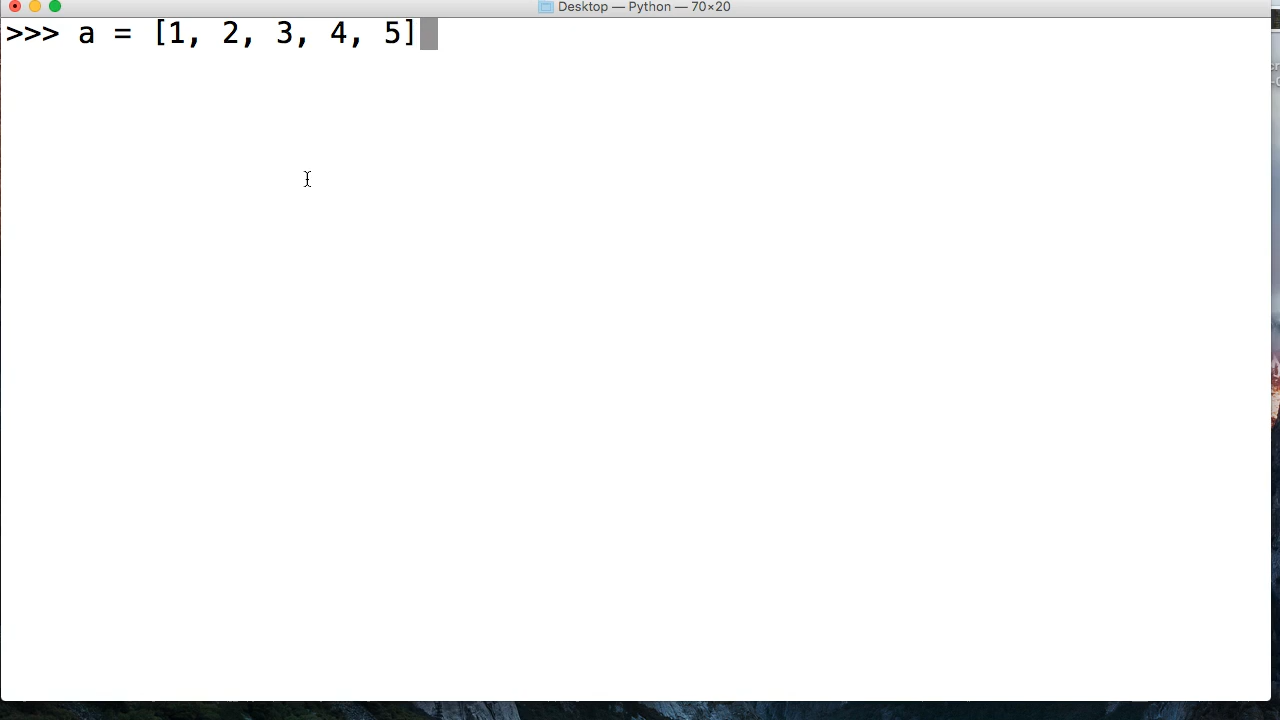 Desktop — Python — 70×20
>>> a = [1, 2, 3, 4, 5]